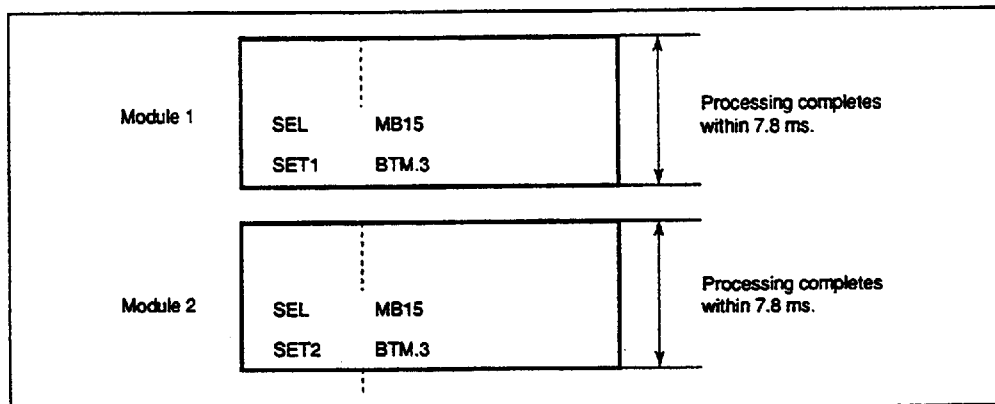 Module 1
SEL MB15
SET1 BTM.3
Processing completes
within 7.8 ms.
Module 2
SEL MB15
SET2 BTM.3
Processing completes
within 7.8 ms.